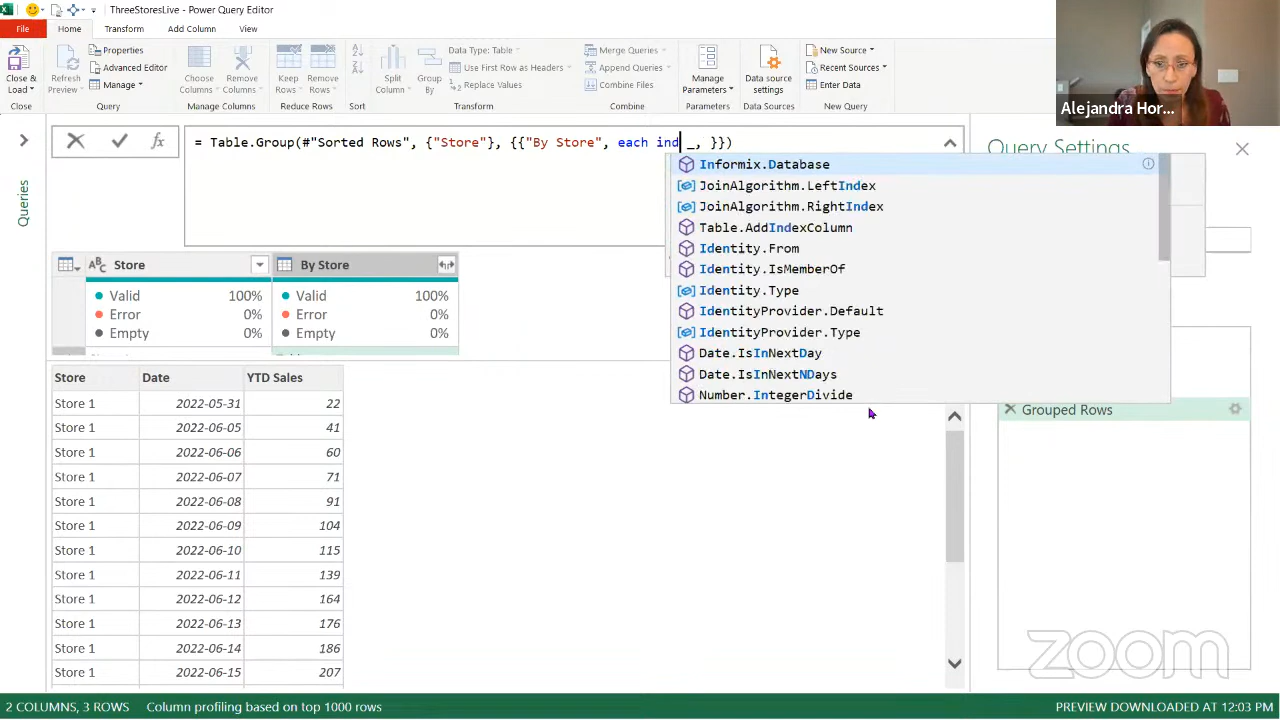 ThreeStoresLive - Power Query Editor
File
Home
Transform
Add Column
View
Close & Load
Close
Refresh Preview
Properties
Advanced Editor
Manage
Query
Choose Columns
Remove Columns
Manage Columns
Keep Rows
Remove Rows
Reduce Rows
Sort
Split Column
Group By
Data Type: Table
Use First Row as Headers
Replace Values
Transform
Merge Queries
Append Queries
Combine Files
Combine
Manage Parameters
Parameters
Data source settings
Data Sources
New Source
Recent Sources
Enter Data
New Query
Alejandra Hor...
fx
= Table.Group(#"Sorted Rows", {"Store"}, {{"By Store", each ind _, }})
Query Settings
Queries
Informix.Database
JoinAlgorithm.LeftIndex
JoinAlgorithm.RightIndex
Table.AddIndexColumn
Identity.From
Identity.IsMemberOf
Identity.Type
IdentityProvider.Default
IdentityProvider.Type
Date.IsInNextDay
Date.IsInNextNDays
Number.IntegerDivide
ABC Store
By Store
Valid 100% Valid 100%
Error 0% Error 0%
Empty 0% Empty 0%
Grouped Rows
Store Date YTD Sales
Store 1 2022-05-31 22
Store 1 2022-06-05 41
Store 1 2022-06-06 60
Store 1 2022-06-07 71
Store 1 2022-06-08 91
Store 1 2022-06-09 104
Store 1 2022-06-10 115
Store 1 2022-06-11 139
Store 1 2022-06-12 164
Store 1 2022-06-13 176
Store 1 2022-06-14 186
Store 1 2022-06-15 207
zoom
2 COLUMNS, 3 ROWS
Column profiling based on top 1000 rows
PREVIEW DOWNLOADED AT 12:03 PM